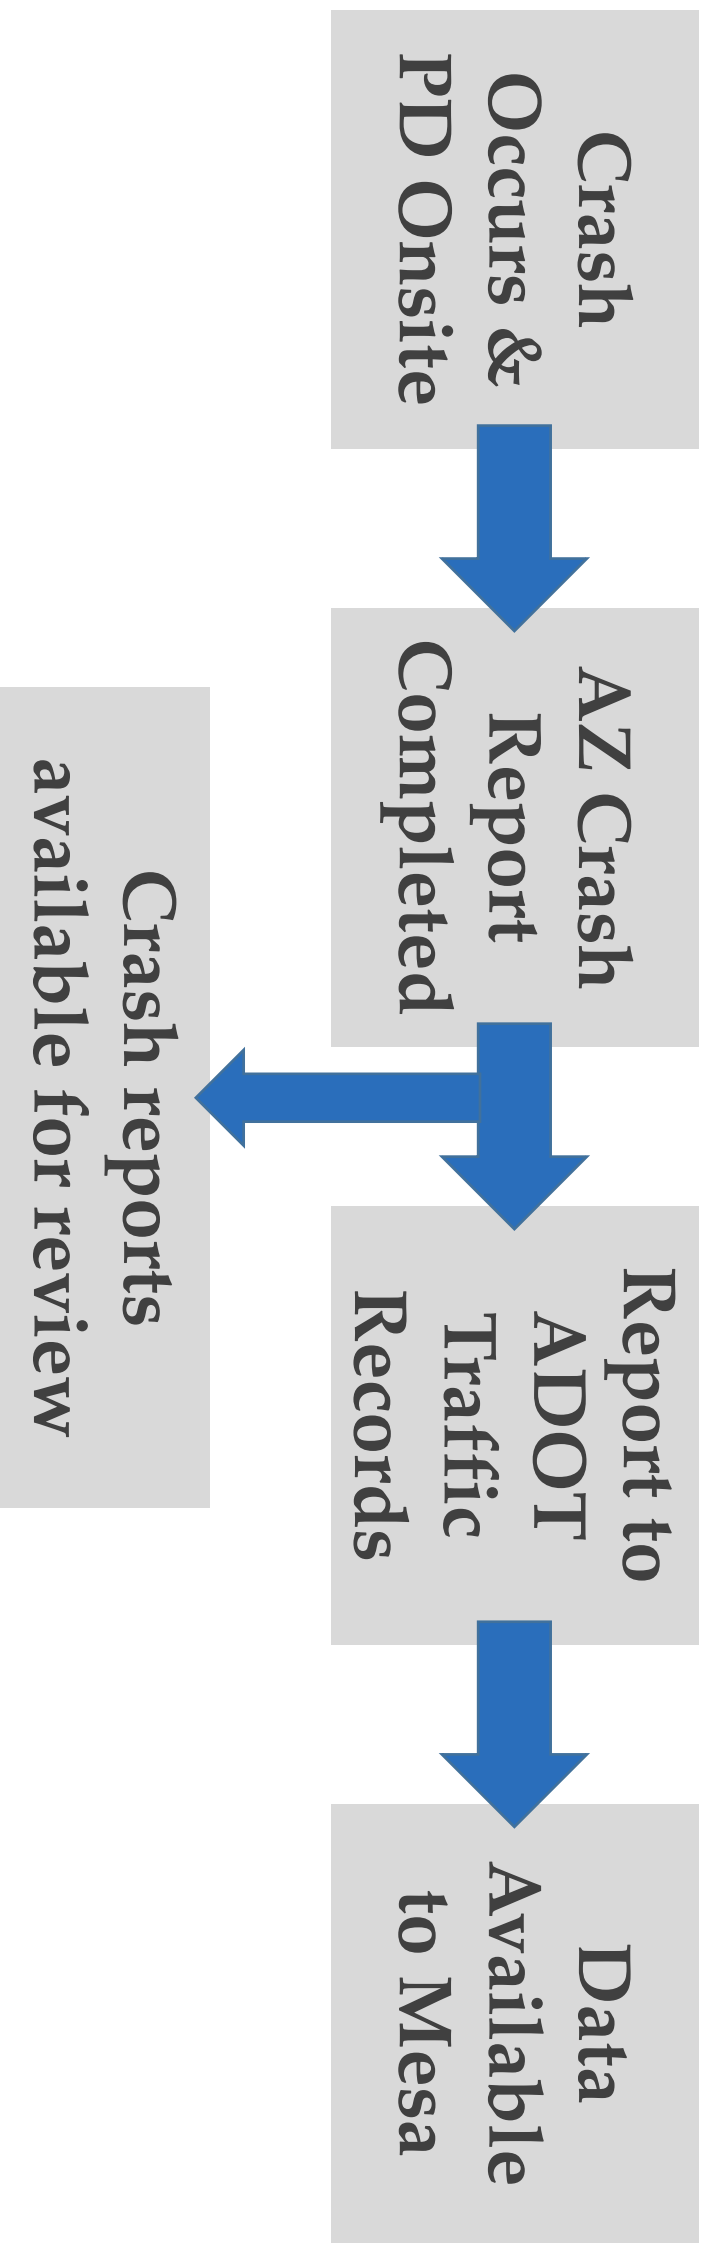 Crash
Occurs &
PD Onsite
AZ Crash
Report
Completed
Report to
ADOT
Traffic
Records
Data
Available
to Mesa
Crash reports
available for review